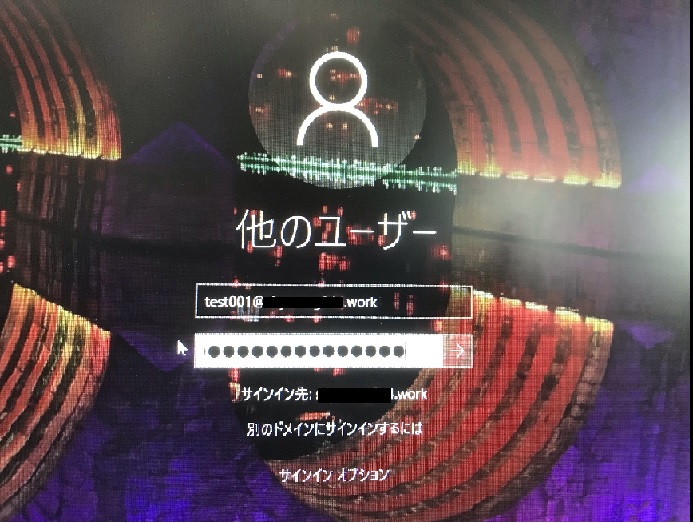 他のユーザー
test001@ .work
●●●●●●●●●●●●●●
サインイン先: .work
別のドメインにサインインするには
サインイン オプション